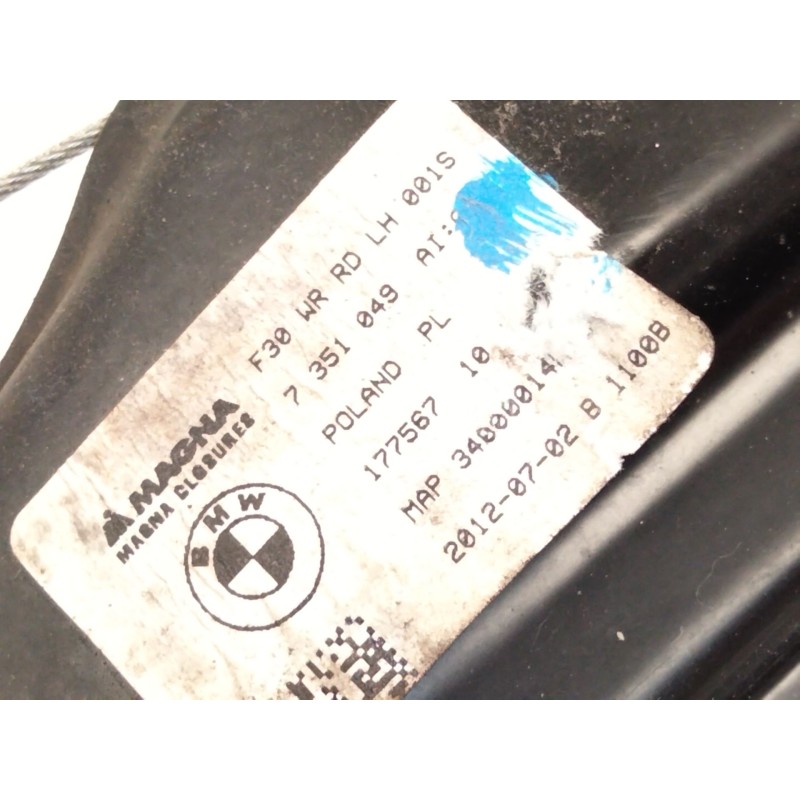 MAGNA
MAGNA CLOSURES
BMW
F30 WR RD LH 001S
7 351 049 AI:
POLAND PL
177567 10
MAP
2012-07-02 B 1100B